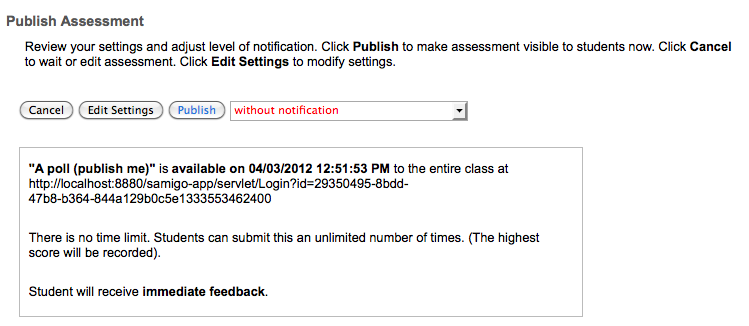 Publish Assessment
Review your settings and adjust level of notification. Click Publish to make assessment visible to students now. Click Cancel
to wait or edit assessment. Click Edit Settings to modify settings.
Cancel Edit Settings Publish without notification
"A poll (publish me)" is available on 04/03/2012 12:51:53 PM to the entire class at
http://localhost:8880/samigo-app/servlet/Login?id=29350495-8bdd-
47b8-b364-844a129b0c5e1333553462400
There is no time limit. Students can submit this an unlimited number of times. (The highest
score will be recorded).
Student will receive immediate feedback.